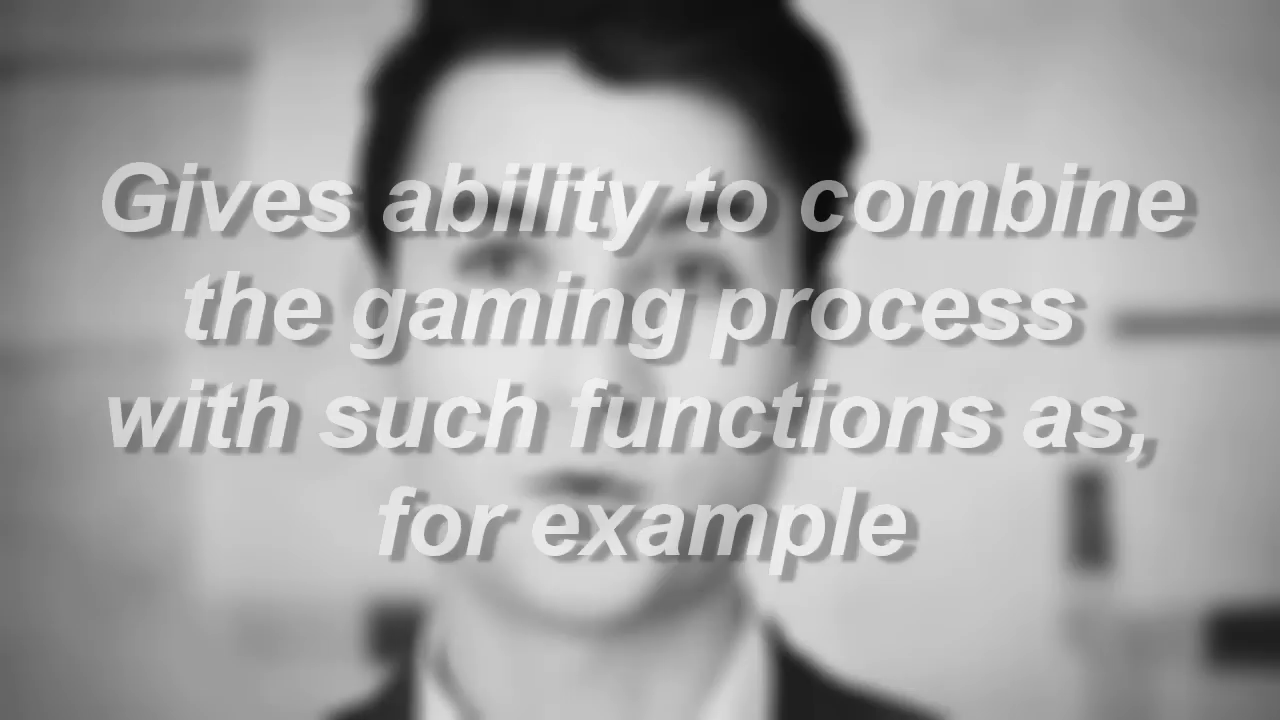 Gives ability to combine
the gaming process
with such functions as,
for example